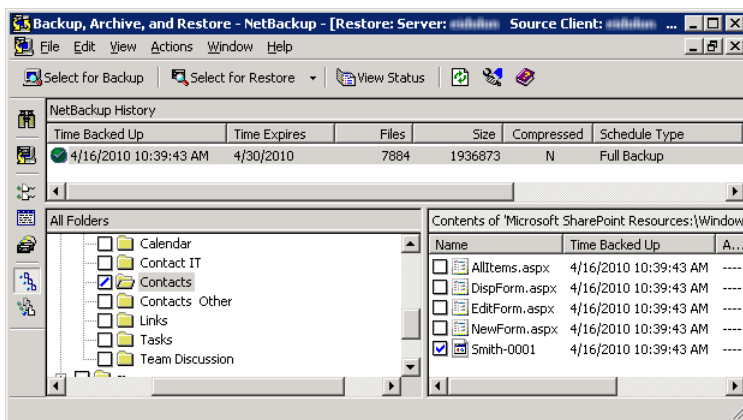 Backup, Archive, and Restore - NetBackup - [Restore: Server: Source Client: ...
File Edit View Actions Window Help
Select for Backup Select for Restore View Status
NetBackup History
Time Backed Up Time Expires Files Size Compressed Schedule Type
4/16/2010 10:39:43 AM 4/30/2010 7884 1936873 N Full Backup
All Folders
Calendar
Contact IT
Contacts
Contacts Other
Links
Tasks
Team Discussion
Contents of 'Microsoft SharePoint Resources:\Window
Name Time Backed Up A...
AllItems.aspx 4/16/2010 10:39:43 AM ----
DispForm.aspx 4/16/2010 10:39:43 AM ----
EditForm.aspx 4/16/2010 10:39:43 AM ----
NewForm.aspx 4/16/2010 10:39:43 AM ----
Smith-0001 4/16/2010 10:39:43 AM ----